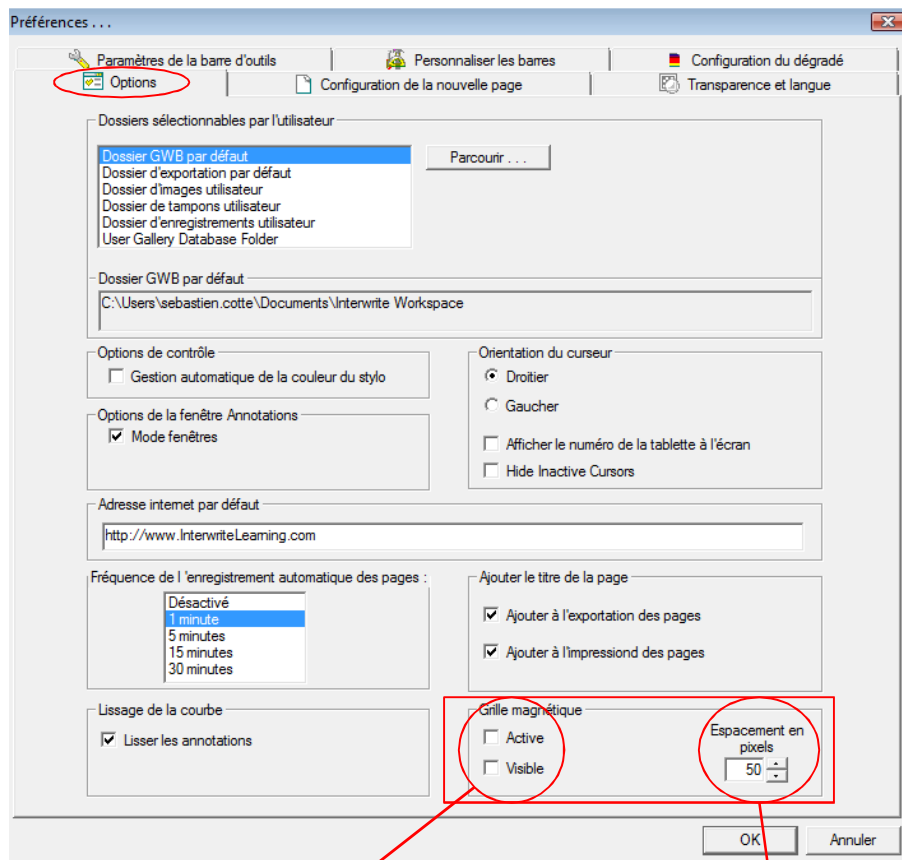 Préférences . . .
Paramètres de la barre d'outils
Personnaliser les barres
Configuration du dégradé
Options
Configuration de la nouvelle page
Transparence et langue
Dossiers sélectionnables par l'utilisateur
Dossier GWB par défaut
Dossier d'exportation par défaut
Dossier d'images utilisateur
Dossier de tampons utilisateur
Dossier d'enregistrements utilisateur
User Gallery Database Folder
Parcourir . . .
Dossier GWB par défaut
C:\Users\sebastien.cotte\Documents\Interwrite Workspace
Options de contrôle
Gestion automatique de la couleur du stylo
Options de la fenêtre Annotations
Mode fenêtres
Orientation du curseur
Droitier
Gaucher
Afficher le numéro de la tablette à l'écran
Hide Inactive Cursors
Adresse internet par défaut
http://www.InterwriteLearning.com
Fréquence de l 'enregistrement automatique des pages :
Désactivé
1 minute
5 minutes
15 minutes
30 minutes
Ajouter le titre de la page
Ajouter à l'exportation des pages
Ajouter à l'impressiond des pages
Lissage de la courbe
Lisser les annotations
Grille magnétique
Active
Visible
Espacement en
pixels
50
OK
Annuler